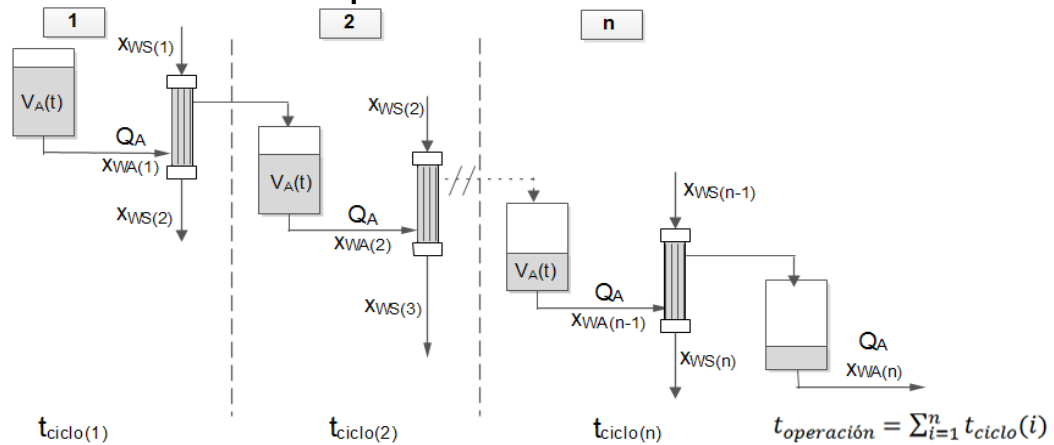 1
2
n
xWS(1)
VA(t)
QA
xWA(1)
xWS(2)
xWS(2)
VA(t)
QA
xWA(2)
xWS(3)
xWS(n-1)
VA(t)
QA
xWA(n-1)
xWS(n)
QA
xWA(n)
tciclo(1)
tciclo(2)
tciclo(n)
toperación = ∑ⁿᵢ₌₁ tciclo(i)